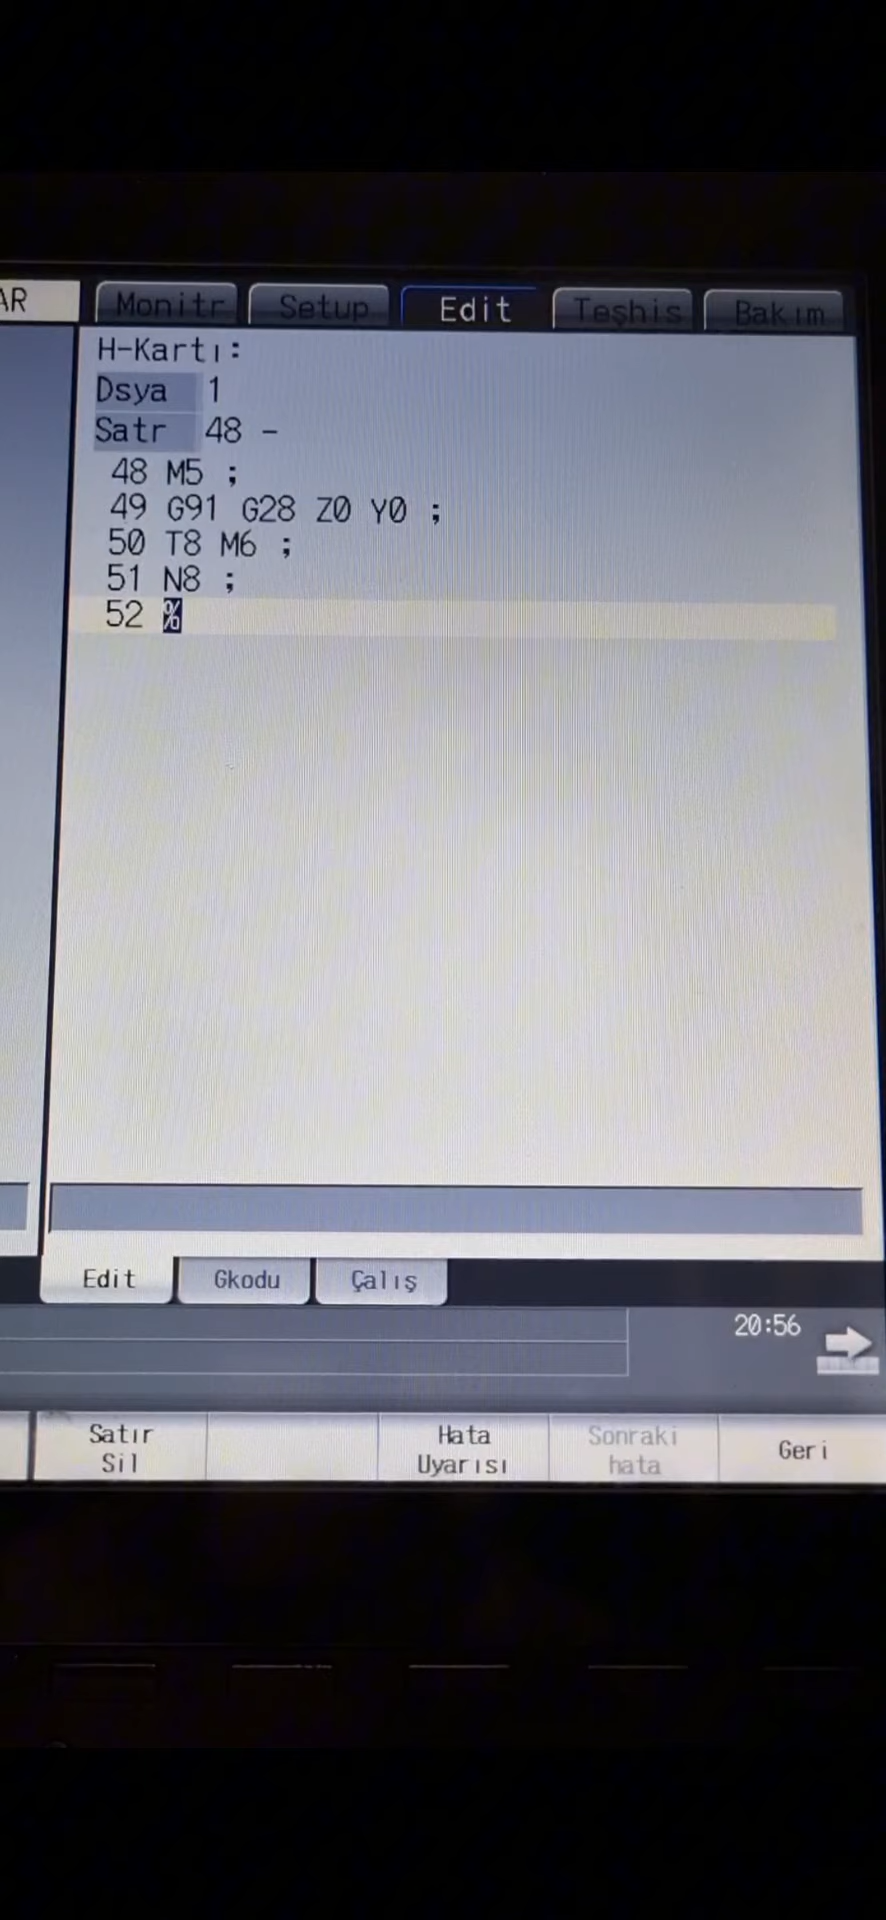 AR Monitr Setup Edit Teşhis Bakım
H-Kartı:
Dsya 1
Satr 48 -
48 M5 ;
49 G91 G28 Z0 Y0 ;
50 T8 M6 ;
51 N8 ;
52 %
Edit Gkodu Çalış
20:56
Satır Sil
Hata Uyarısı
Sonraki hata
Geri